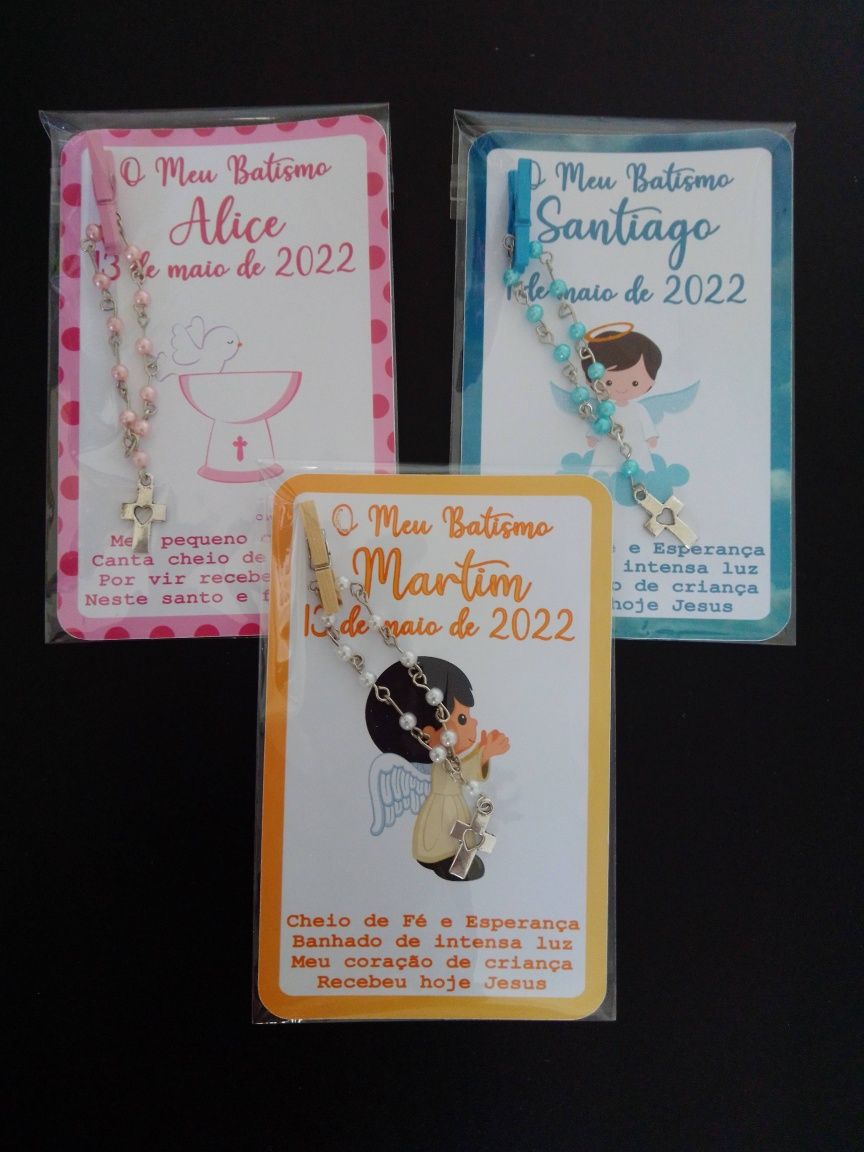 O Meu Batismo
Alice
13 de maio de 2022
pequeno
Canta cheio de
Por vir
Neste santo e
O Meu Batismo
Santiago
de maio de 2022
e Esperança
intensa luz
de criança
hoje Jesus
O Meu Batismo
Martim
13 de maio de 2022
Cheio de Fé e Esperança
Banhado de intensa luz
Meu coração de criança
Recebeu hoje Jesus